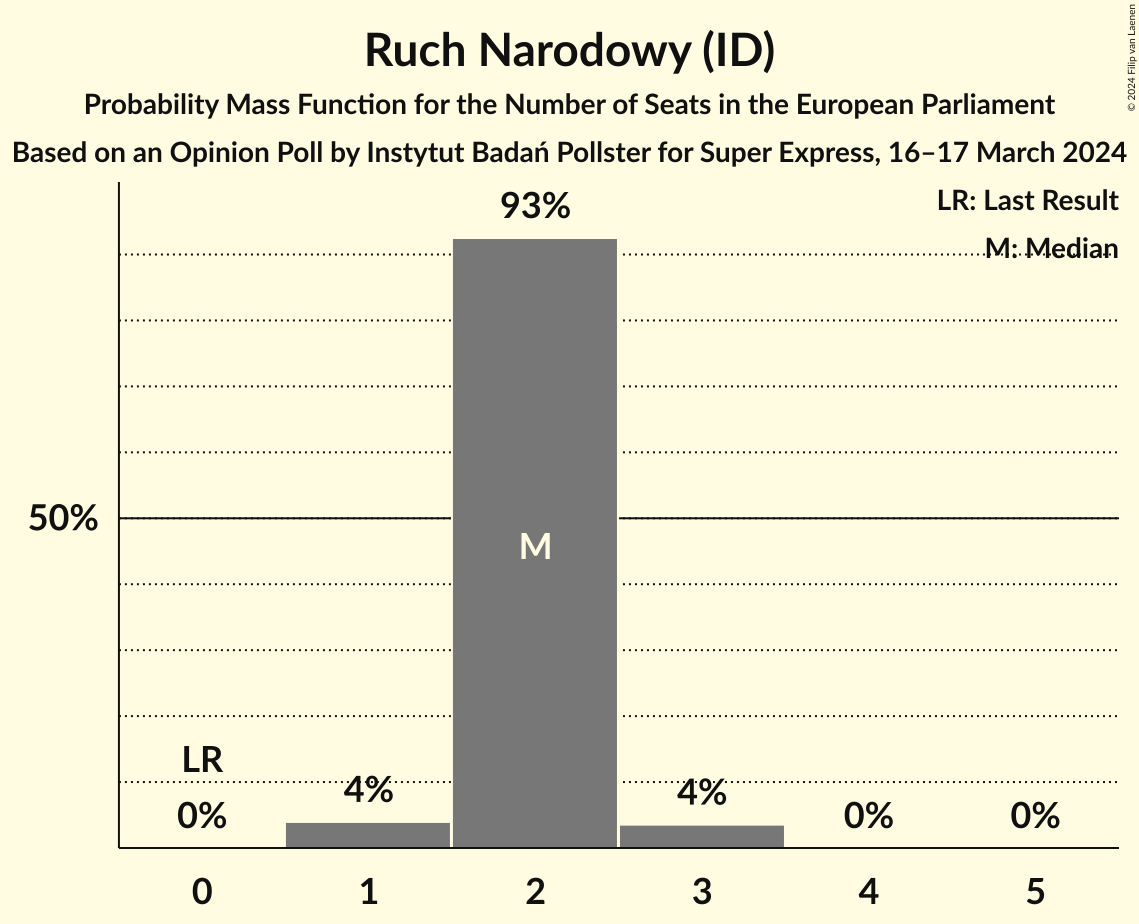 Ruch Narodowy (ID)
Probability Mass Function for the Number of Seats in the European Parliament
Based on an Opinion Poll by Instytut Badań Pollster for Super Express, 16–17 March 2024
© 2024 Filip van Laenen
LR: Last Result
M: Median
93%
50%
M
LR
0%
4%
4%
0%
0%
0 1 2 3 4 5